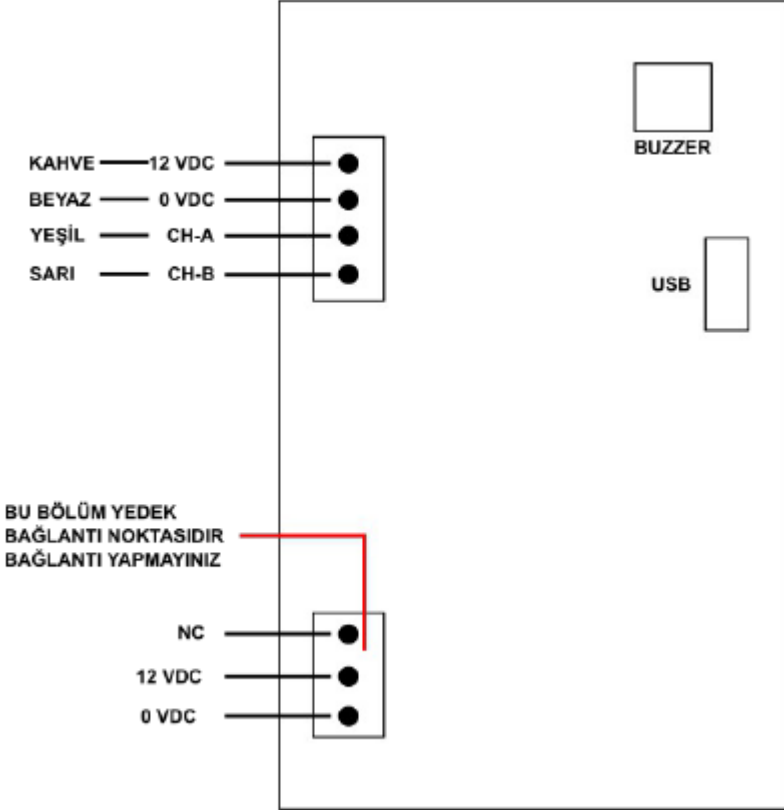 BUZZER
KAHVE 12 VDC
BEYAZ 0 VDC
YEŞİL CH-A
SARI CH-B
USB
BU BÖLÜM YEDEK
BAĞLANTI NOKTASIDIR
BAĞLANTI YAPMAYINIZ
NC
12 VDC
0 VDC